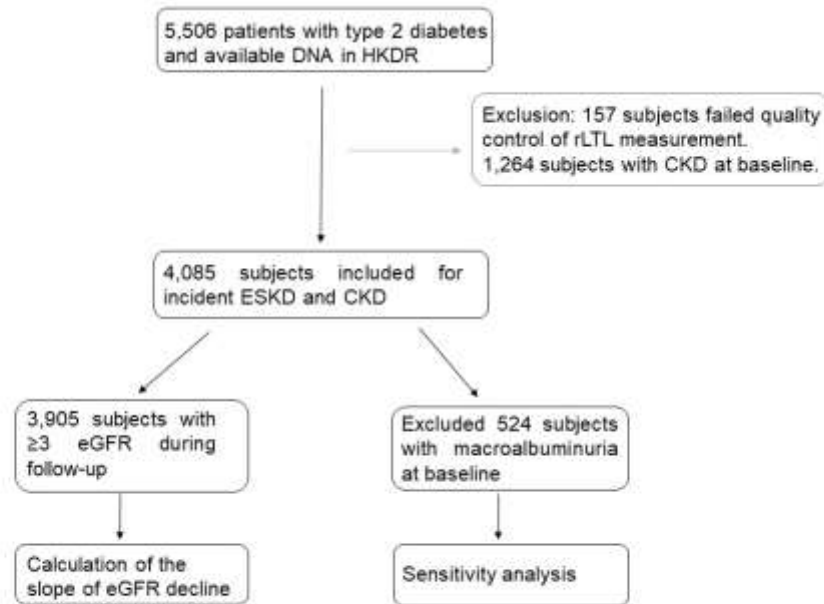 5,506 patients with type 2 diabetes
and available DNA in HKDR
Exclusion: 157 subjects failed quality
control of rLTL measurement.
1,264 subjects with CKD at baseline.
4,085 subjects included for
incident ESKD and CKD
3,905 subjects with
≥3 eGFR during
follow-up
Excluded 524 subjects
with macroalbuminuria
at baseline
Calculation of the
slope of eGFR decline
Sensitivity analysis